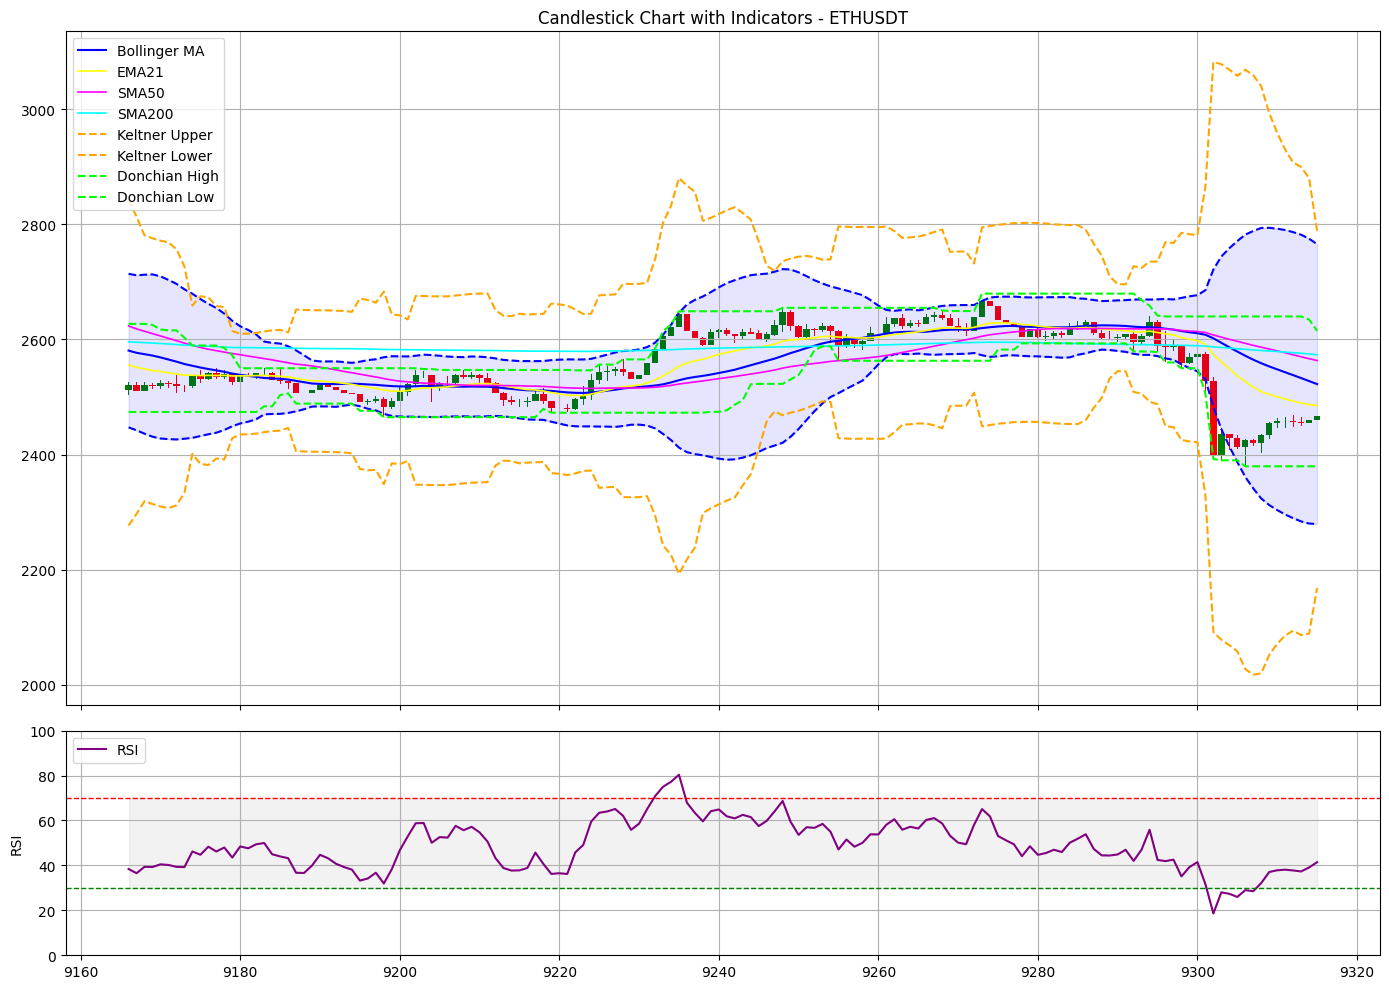 Candlestick Chart with Indicators - ETHUSDT
Bollinger MA
EMA21
SMA50
SMA200
Keltner Upper
Keltner Lower
Donchian High
Donchian Low
3000
2800
2600
2400
2200
2000
RSI
100
80
60
40
20
0
RSI
9160 9180 9200 9220 9240 9260 9280 9300 9320